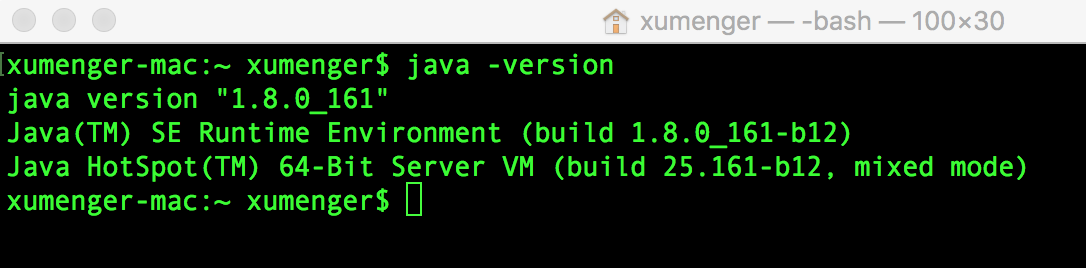 xumenger — -bash — 100×30
xumenger-mac:~ xumenger$ java -version
java version "1.8.0_161"
Java(TM) SE Runtime Environment (build 1.8.0_161-b12)
Java HotSpot(TM) 64-Bit Server VM (build 25.161-b12, mixed mode)
xumenger-mac:~ xumenger$